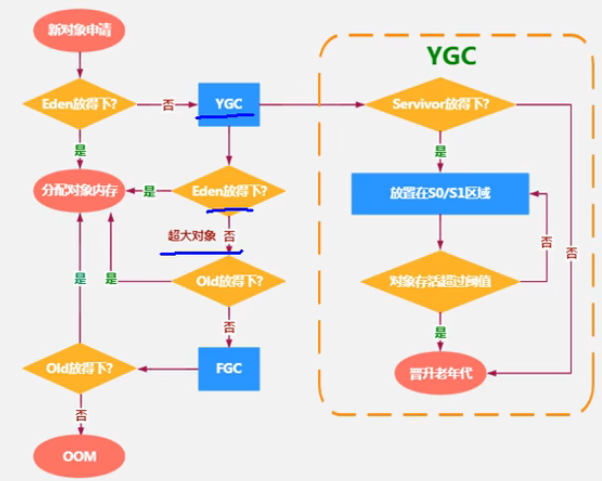 新对象申请
YGC
Eden放得下?
否
YGC
Servivor放得下?
是
是
分配对象内存
是
Eden放得下?
放置在S0/S1区域
超大对象
否
否
否
是
是
Old放得下?
对象存活超过阈值
否
是
Old放得下?
FGC
晋升老年代
否
OOM